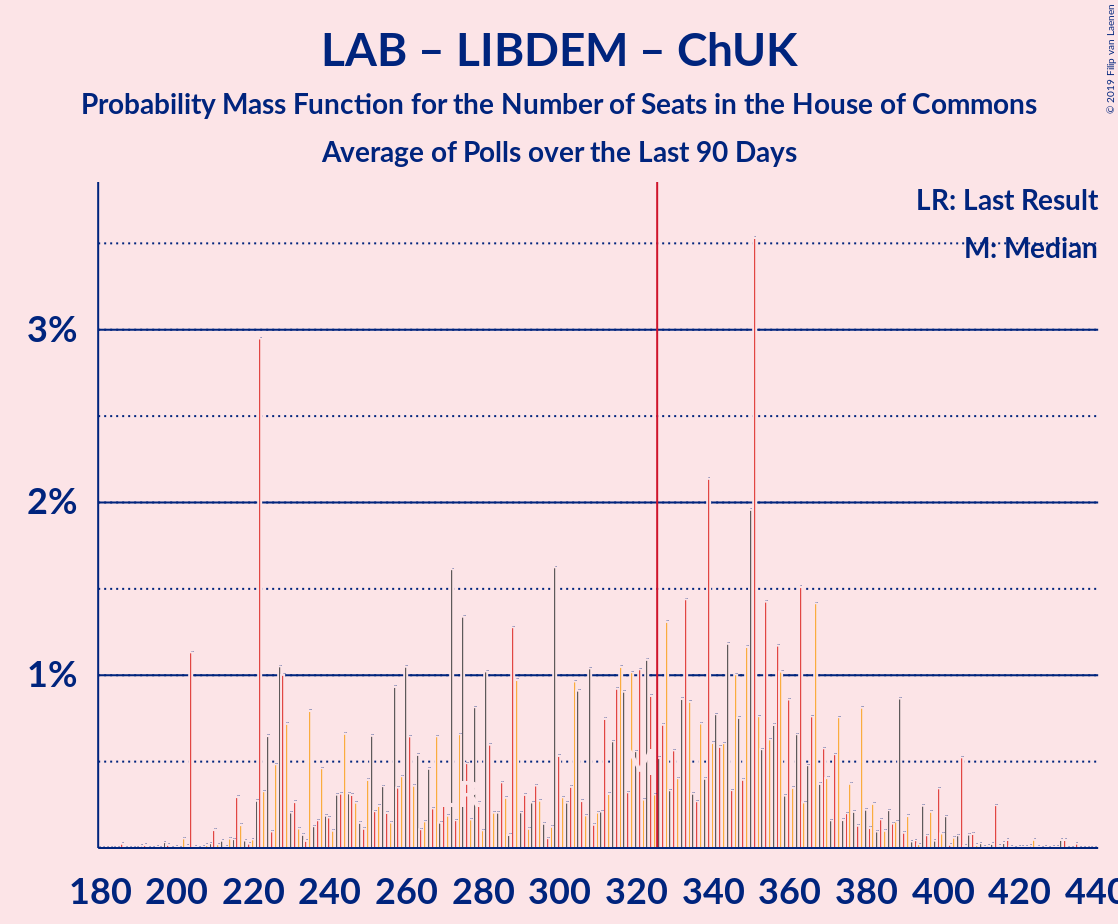 LAB – LIBDEM – ChUK
Probability Mass Function for the Number of Seats in the House of Commons
Average of Polls over the Last 90 Days
© 2019 Filip van Laenen
LR: Last Result
M: Median
3%
2%
1%
LR
M
180 200 220 240 260 280 300 320 340 360 380 400 420 440